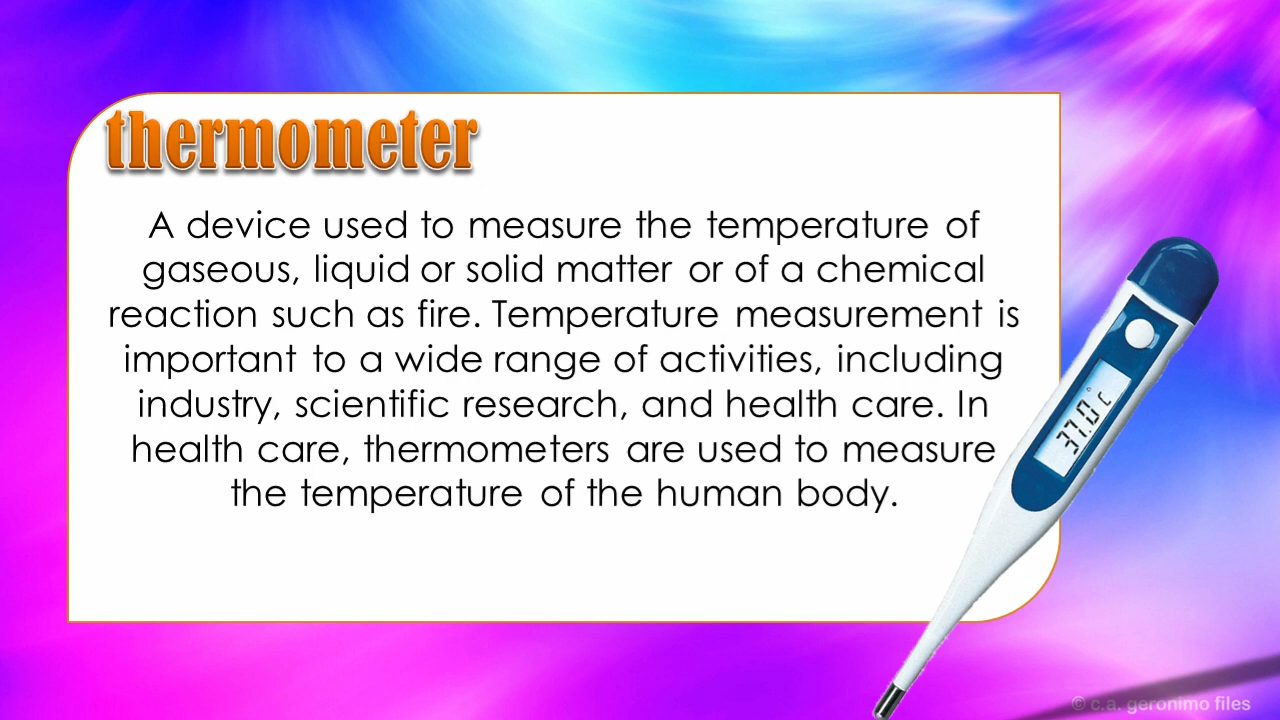 thermometer
A device used to measure the temperature of
gaseous, liquid or solid matter or of a chemical
reaction such as fire. Temperature measurement is
important to a wide range of activities, including
industry, scientific research, and health care. In
health care, thermometers are used to measure
the temperature of the human body.
37.0°C
© c.a. geronimo files